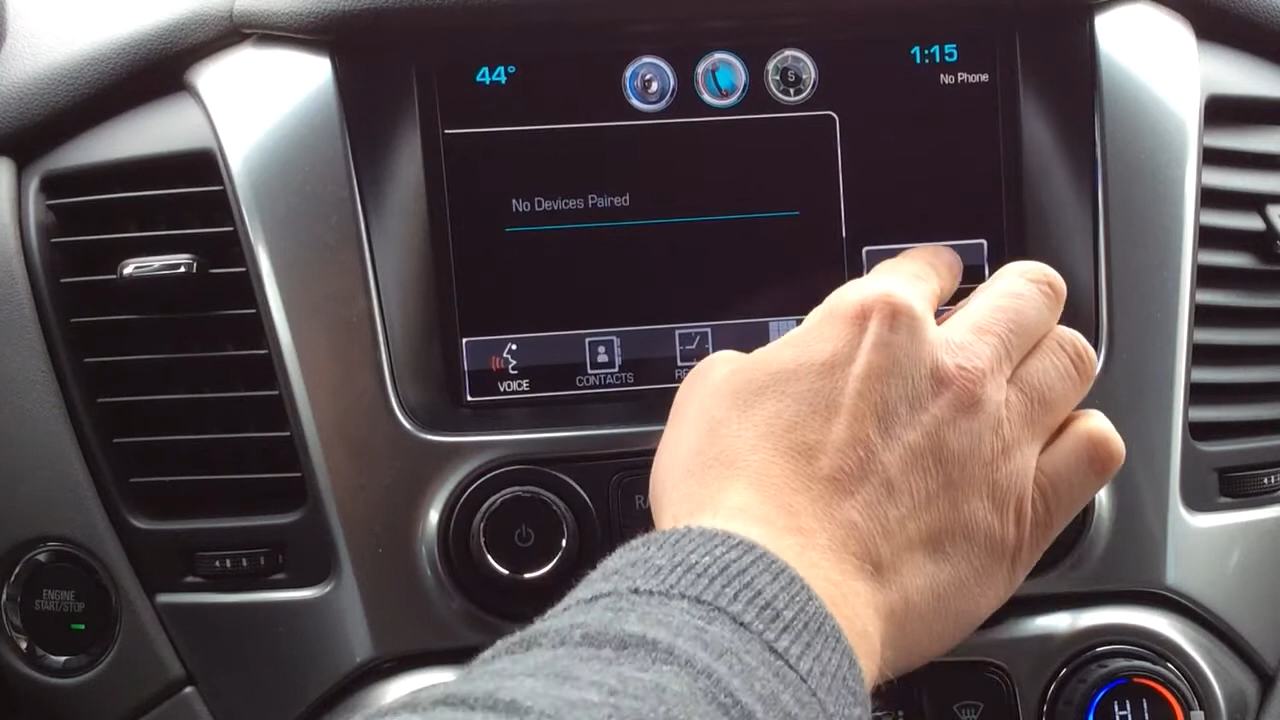 44°
S
1:15
No Phone
No Devices Paired
VOICE
CONTACTS
ENGINE
START/STOP
HI